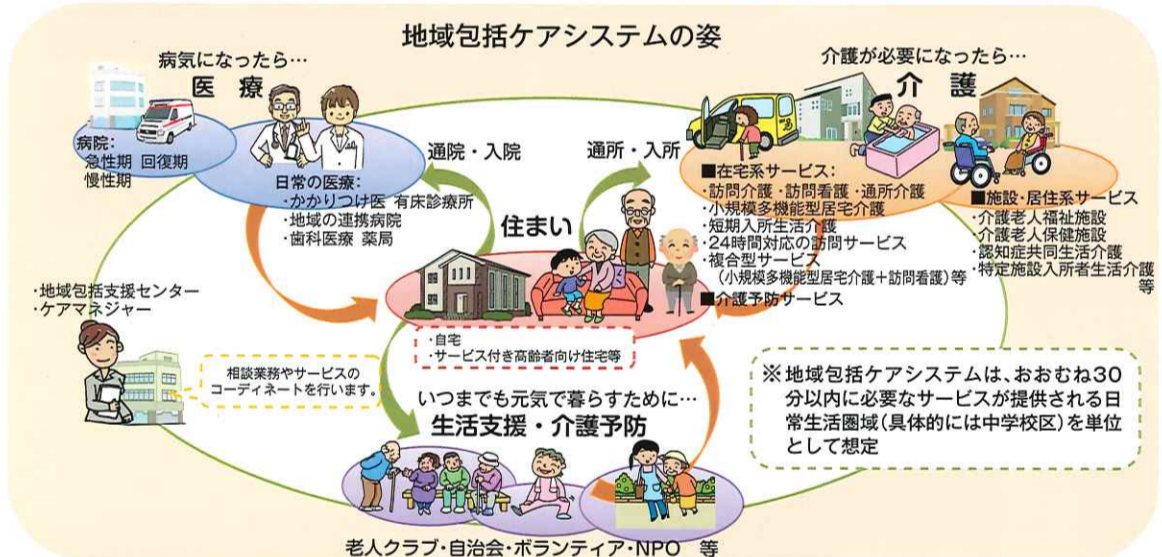 地域包括ケアシステムの姿
病気になったら…
医療
病院:
急性期 回復期
慢性期
日常の医療:
・かかりつけ医 有床診療所
・地域の連携病院
・歯科医療 薬局
通院・入院
通所・入所
介護が必要になったら…
介護
■在宅系サービス:
・訪問介護・訪問看護・通所介護
・小規模多機能型居宅介護
・短期入所生活介護
・24時間対応の訪問サービス
・複合型サービス
(小規模多機能型居宅介護+訪問看護)等
■介護予防サービス
■施設・居住系サービス
・介護老人福祉施設
・介護老人保健施設
・認知症共同生活介護
・特定施設入所者生活介護
等
住まい
・自宅
・サービス付き高齢者向け住宅等
・地域包括支援センター
・ケアマネジャー
相談業務やサービスの
コーディネートを行います。
いつまでも元気で暮らすために…
生活支援・介護予防
老人クラブ・自治会・ボランティア・NPO 等
※地域包括ケアシステムは、おおむね30
分以内に必要なサービスが提供される日
常生活圏域(具体的には中学校区)を単位
として想定